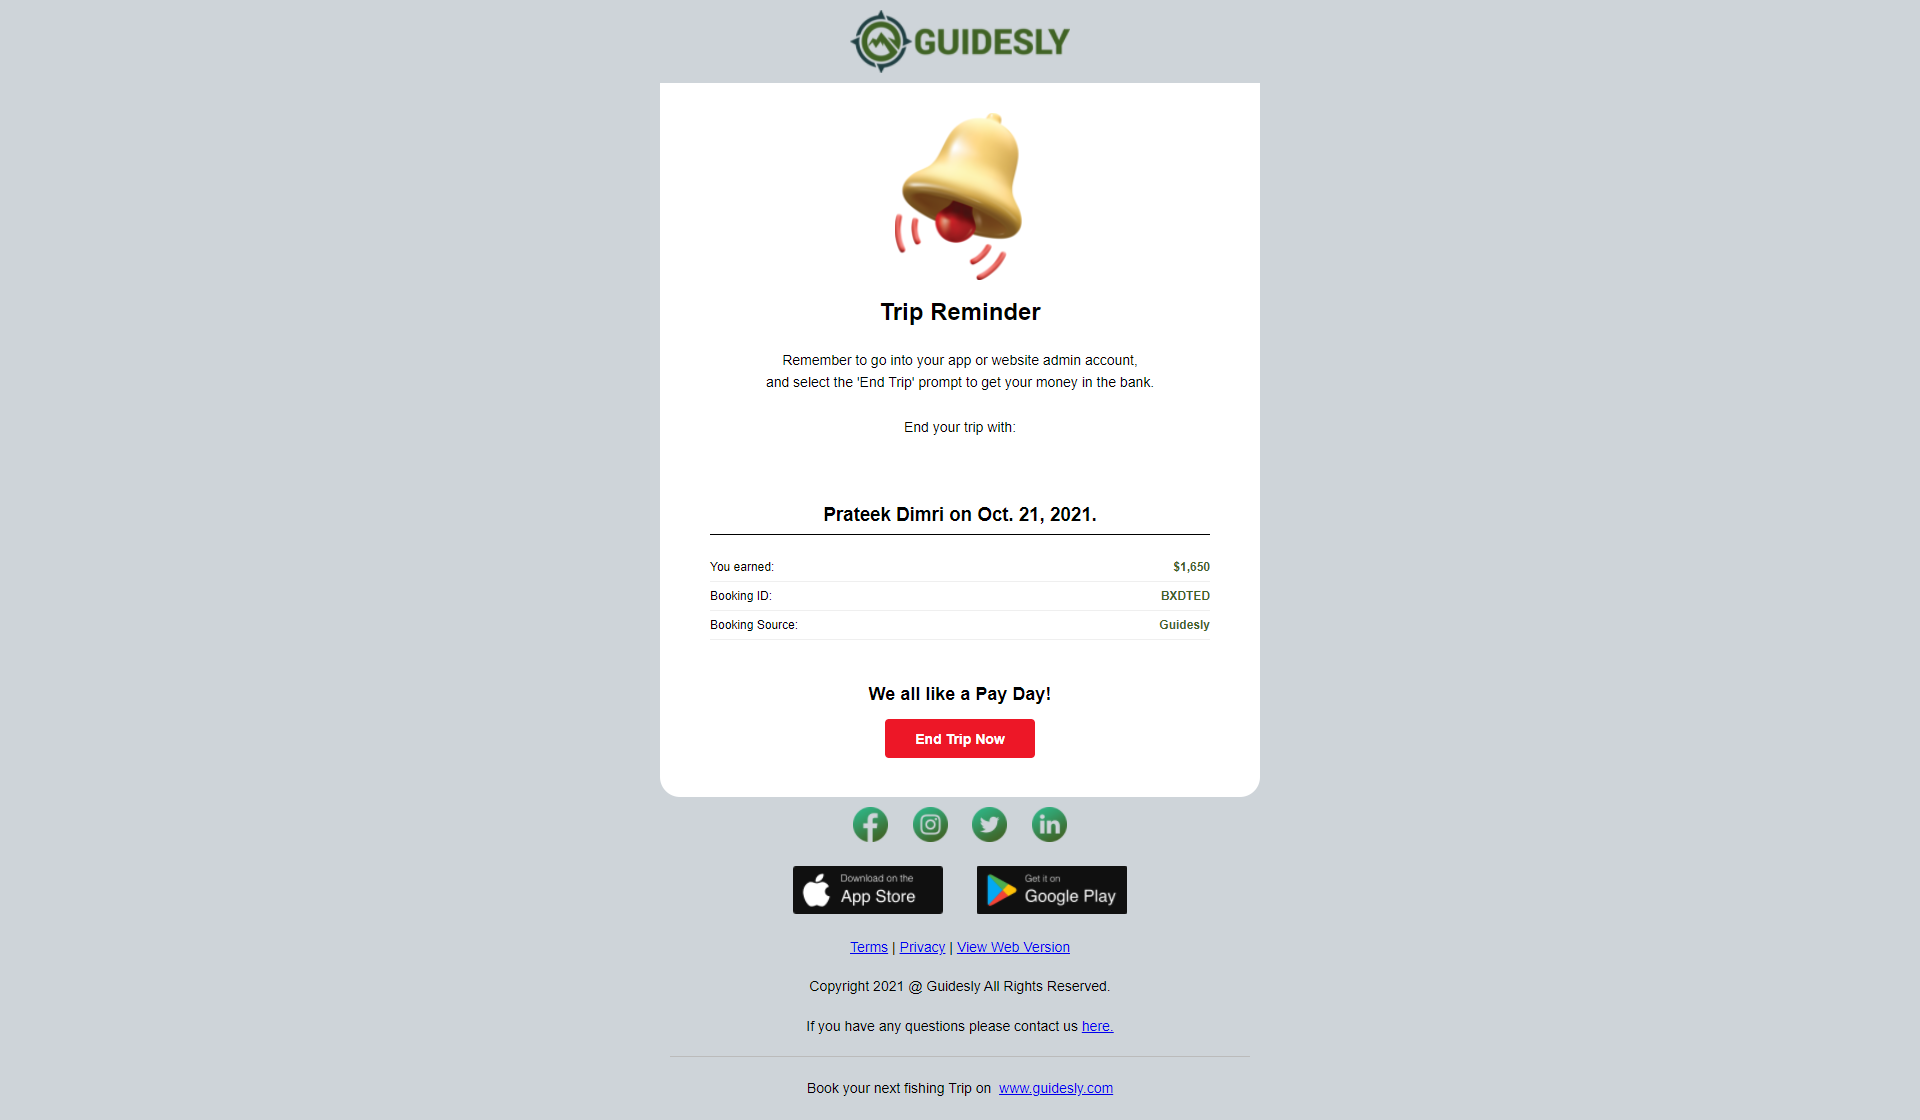 GUIDESLY
Trip Reminder
Remember to go into your app or website admin account,
and select the 'End Trip' prompt to get your money in the bank.
End your trip with:
Prateek Dimri on Oct. 21, 2021.
You earned: $1,650
Booking ID: BXDTED
Booking Source: Guidesly
We all like a Pay Day!
End Trip Now
Download on the
App Store
Get it on
Google Play
Terms | Privacy | View Web Version
Copyright 2021 @ Guidesly All Rights Reserved.
If you have any questions please contact us here.
Book your next fishing Trip on www.guidesly.com